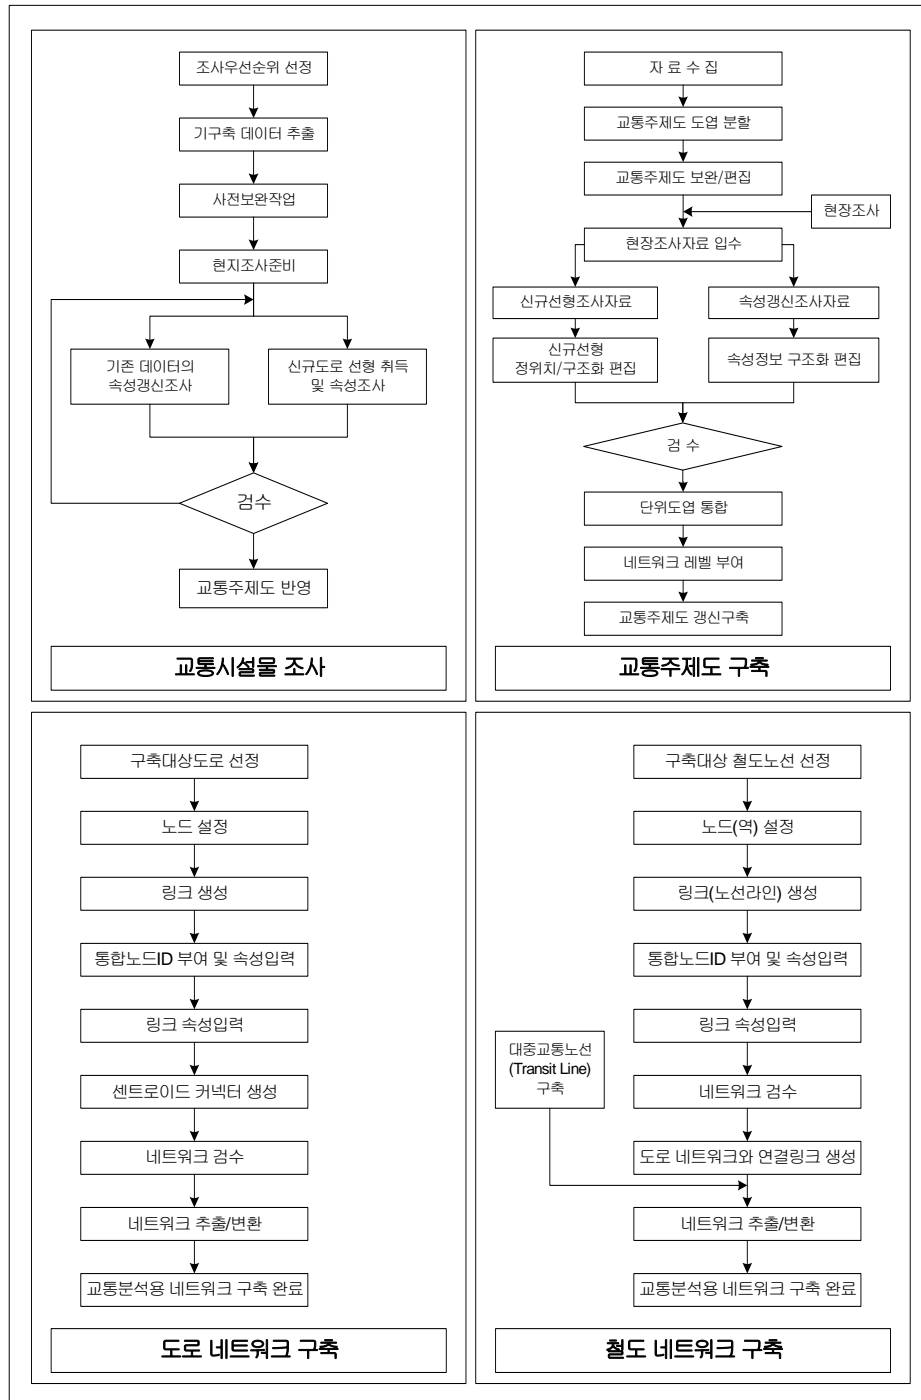 조사우선순위 선정
기구축 데이터 추출
사전보완작업
현지조사준비
기존 데이터의
속성갱신조사
신규도로 선형 취득
및 속성조사
검수
교통주제도 반영
교통시설물 조사
자 료 수 집
교통주제도 도엽 분할
교통주제도 보완/편집
현장조사
현장조사자료 입수
신규선형조사자료
속성갱신조사자료
신규선형
정위치/구조화 편집
속성정보 구조화 편집
검 수
단위도엽 통합
네트워크 레벨 부여
교통주제도 갱신구축
교통주제도 구축
구축대상도로 선정
노드 설정
링크 생성
통합노드ID 부여 및 속성입력
링크 속성입력
센트로이드 커넥터 생성
네트워크 검수
네트워크 추출/변환
교통분석용 네트워크 구축 완료
도로 네트워크 구축
구축대상 철도노선 선정
노드(역) 설정
링크(노선라인) 생성
통합노드ID 부여 및 속성입력
링크 속성입력
대중교통노선
(Transit Line)
구축
네트워크 검수
도로 네트워크와 연결링크 생성
네트워크 추출/변환
교통분석용 네트워크 구축 완료
철도 네트워크 구축